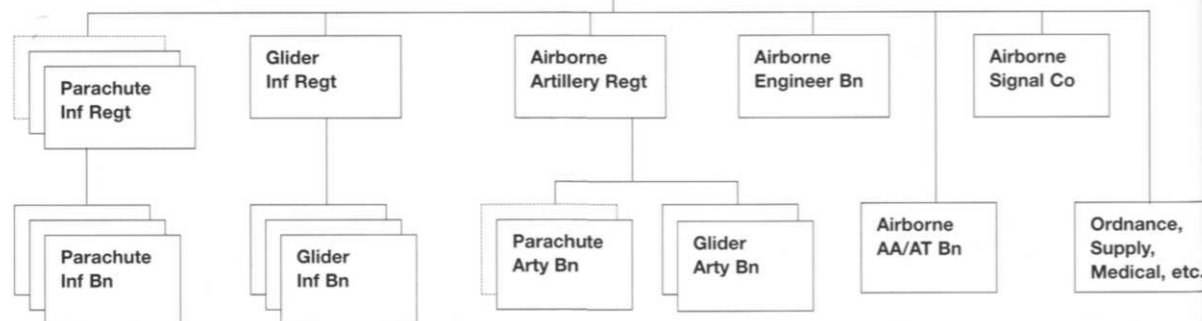 Parachute
Inf Regt
Glider
Inf Regt
Airborne
Artillery Regt
Airborne
Engineer Bn
Airborne
Signal Co
Parachute
Inf Bn
Glider
Inf Bn
Parachute
Arty Bn
Glider
Arty Bn
Airborne
AA/AT Bn
Ordnance,
Supply,
Medical, etc.